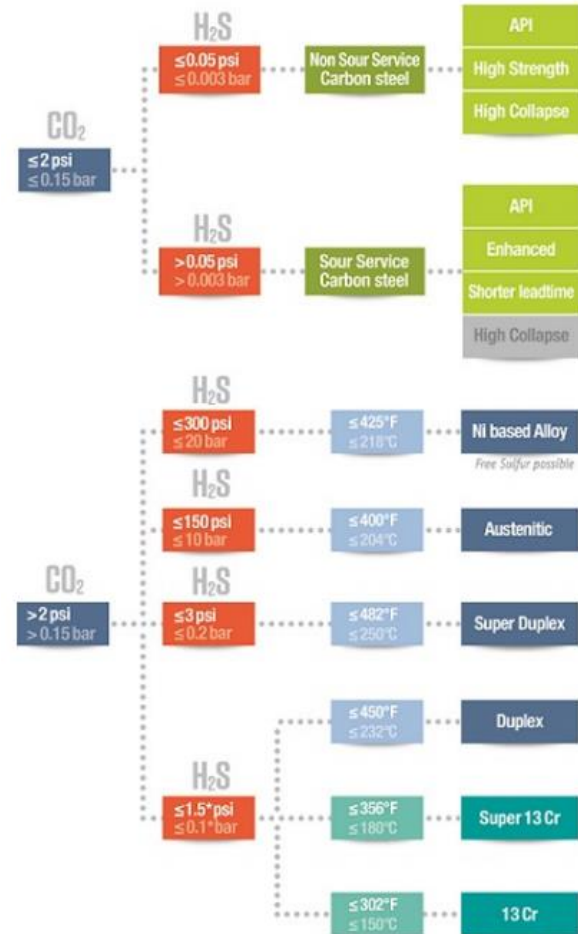 H₂S
≤0.05 psi
≤0.003 bar
Non Sour Service
Carbon steel
API
High Strength
High Collapse
CO₂
≤2 psi
≤0.15 bar
H₂S
>0.05 psi
>0.003 bar
Sour Service
Carbon steel
API
Enhanced
Shorter leadtime
High Collapse
H₂S
≤300 psi
≤20 bar
≤425°F
≤218°C
Ni based Alloy
Free Sulfur possible
H₂S
≤150 psi
≤10 bar
≤400°F
≤204°C
Austenitic
CO₂
>2 psi
>0.15 bar
H₂S
≤3 psi
≤0.2 bar
≤482°F
≤250°C
Super Duplex
≤450°F
≤232°C
Duplex
H₂S
≤1.5*psi
≤0.1*bar
≤356°F
≤180°C
Super 13 Cr
≤302°F
≤150°C
13 Cr